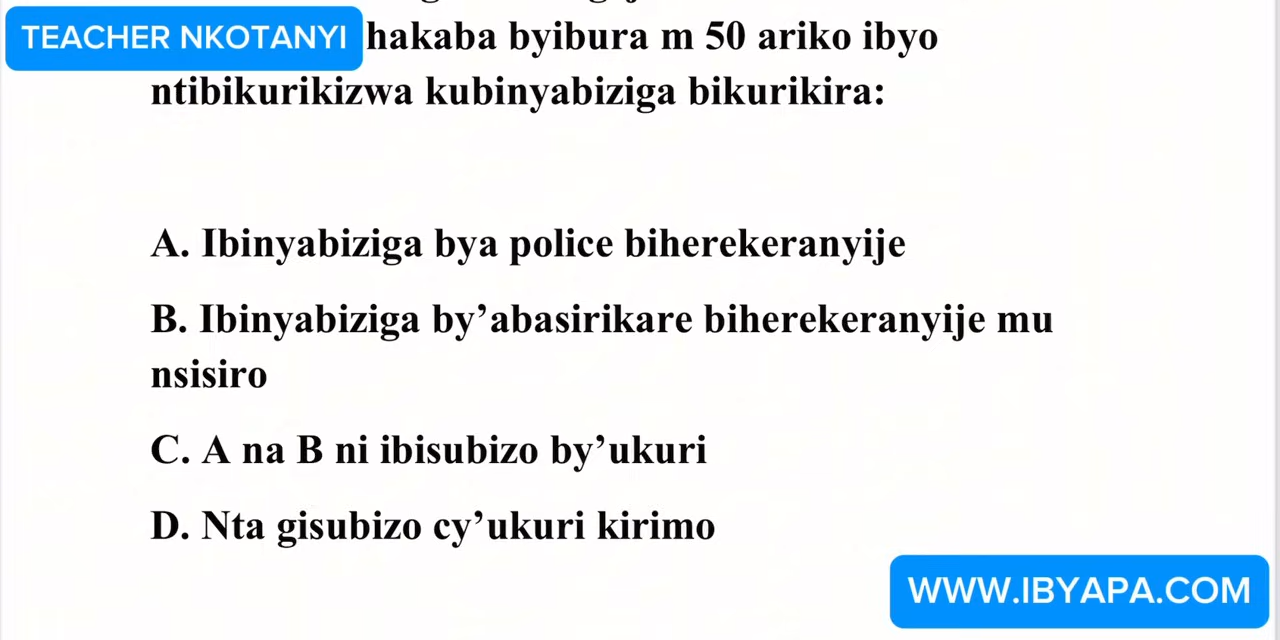 TEACHER NKOTANYI hakaba byibura m 50 ariko ibyo
ntibikurikizwa kubinyabiziga bikurikira:
A. Ibinyabiziga bya police biherekeranyije
B. Ibinyabiziga by’abasirikare biherekeranyije mu
nsisiro
C. A na B ni ibisubizo by’ukuri
D. Nta gisubizo cy’ukuri kirimo
WWW.IBYAPA.COM